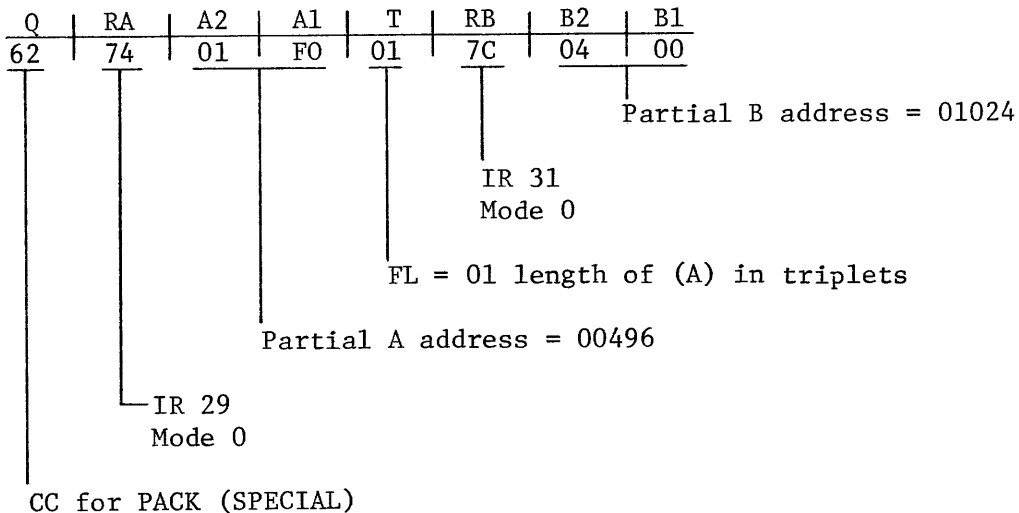 Q | RA | A2 | A1 | T | RB | B2 | B1
62 | 74 | 01 | F0 | 01 | 7C | 04 | 00
Partial B address = 01024
IR 31
Mode 0
FL = 01 length of (A) in triplets
Partial A address = 00496
IR 29
Mode 0
CC for PACK (SPECIAL)